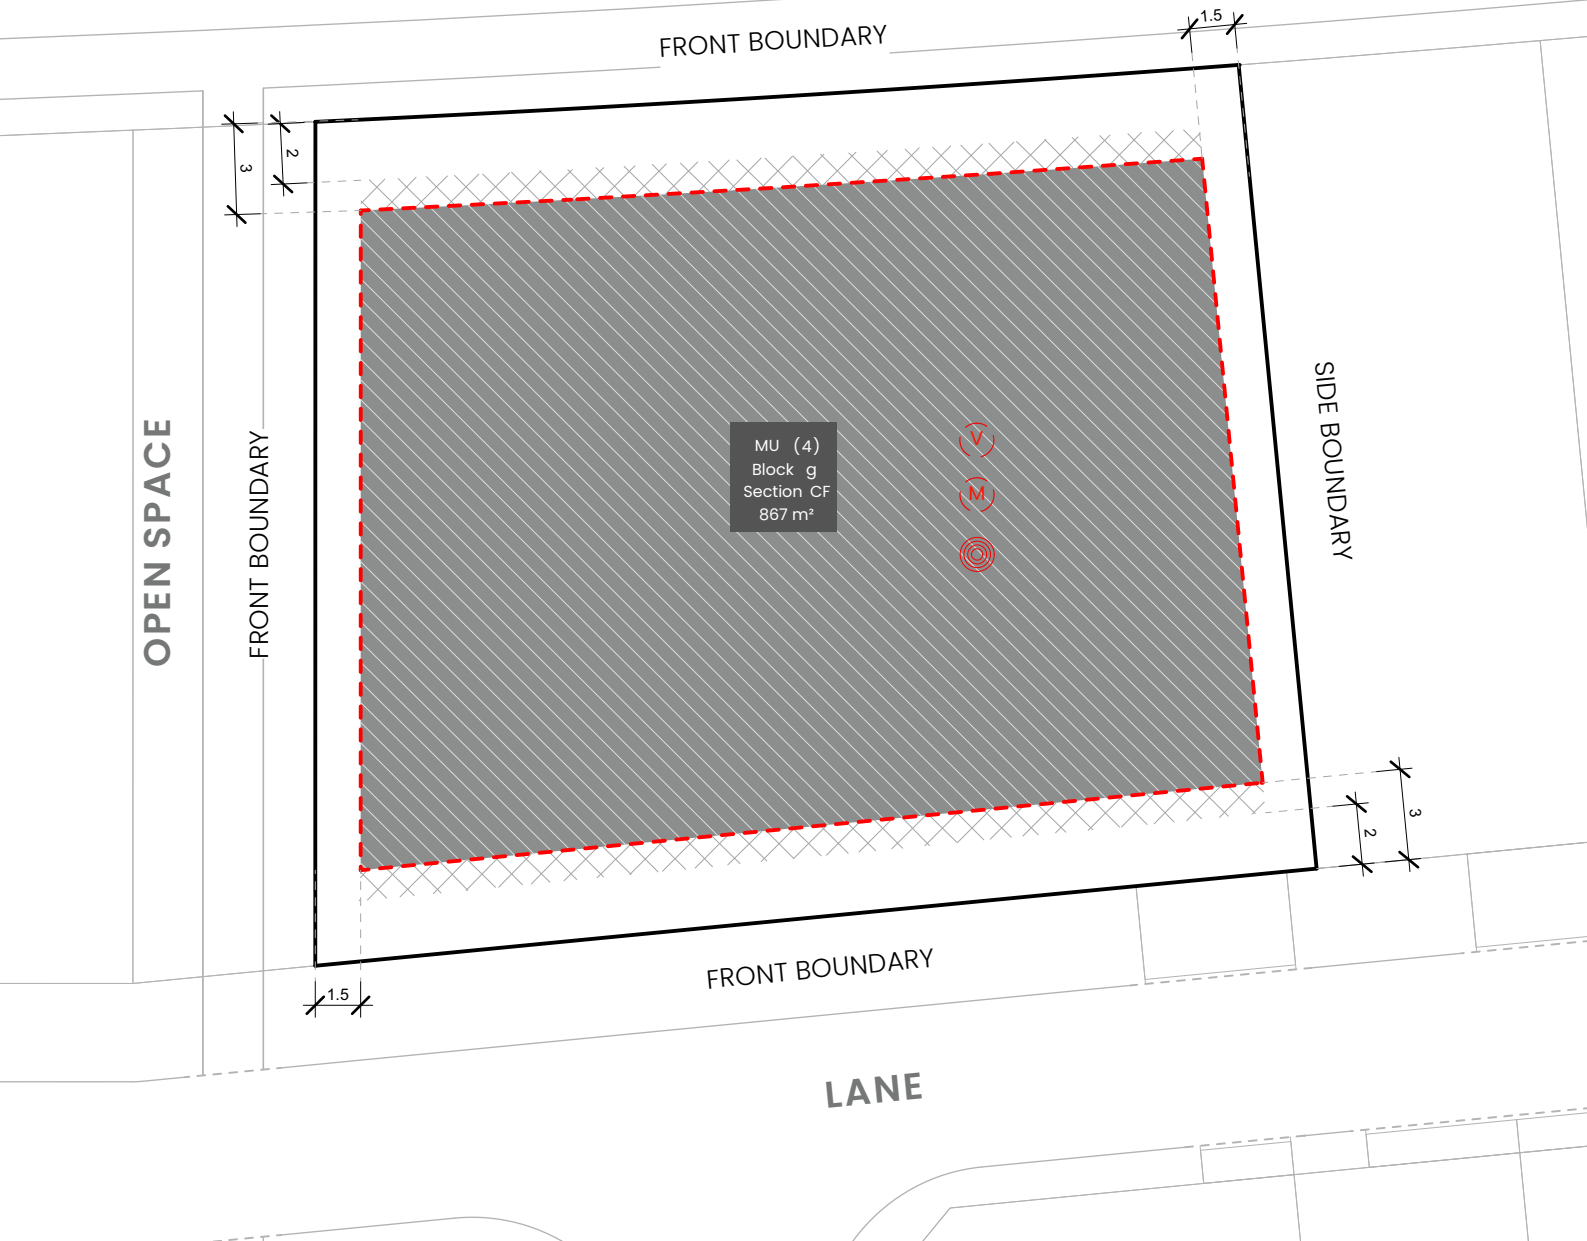 FRONT BOUNDARY
1.5
3
2
OPEN SPACE
FRONT BOUNDARY
MU (4)
Block g
Section CF
867 m²
V
M
SIDE BOUNDARY
3
2
FRONT BOUNDARY
1.5
LANE